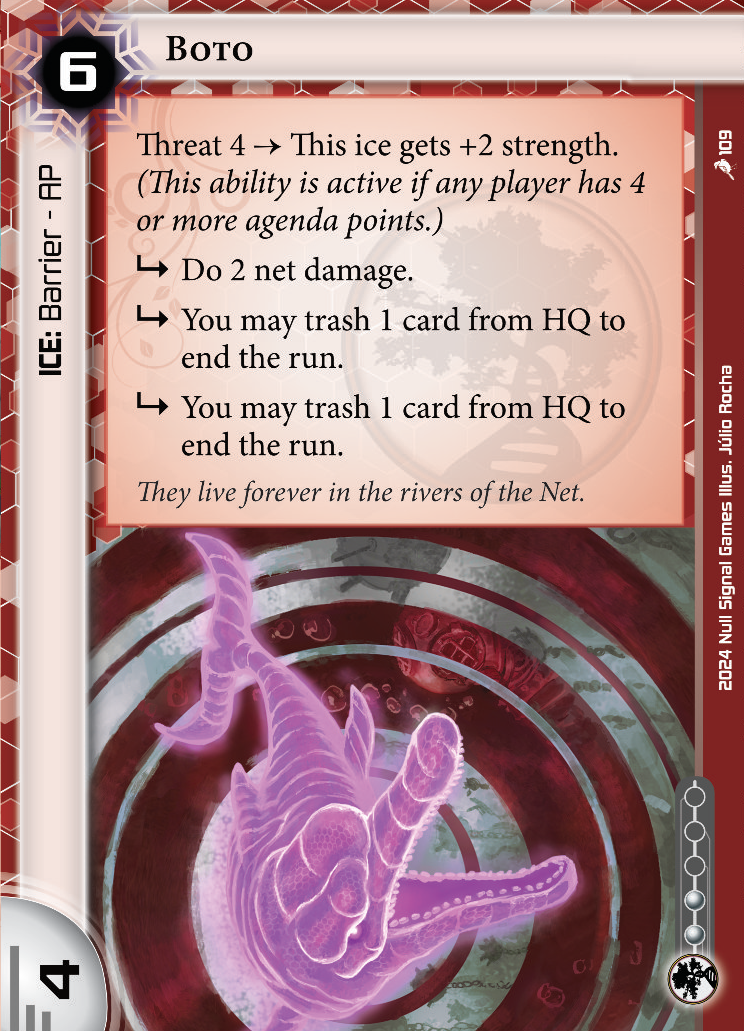 6
Boto
ICE: Barrier - AP
Threat 4 → This ice gets +2 strength.
(This ability is active if any player has 4
or more agenda points.)
↳ Do 2 net damage.
↳ You may trash 1 card from HQ to
end the run.
↳ You may trash 1 card from HQ to
end the run.
They live forever in the rivers of the Net.
109
2024 Null Signal Games Illus. Júlio Rocha
4